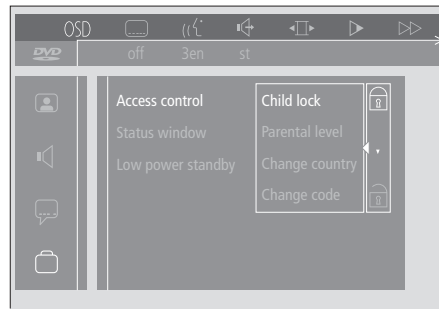 OSD
DVD off 3en st
Access control Child lock
Status window Parental level
Low power standby Change country
Change code